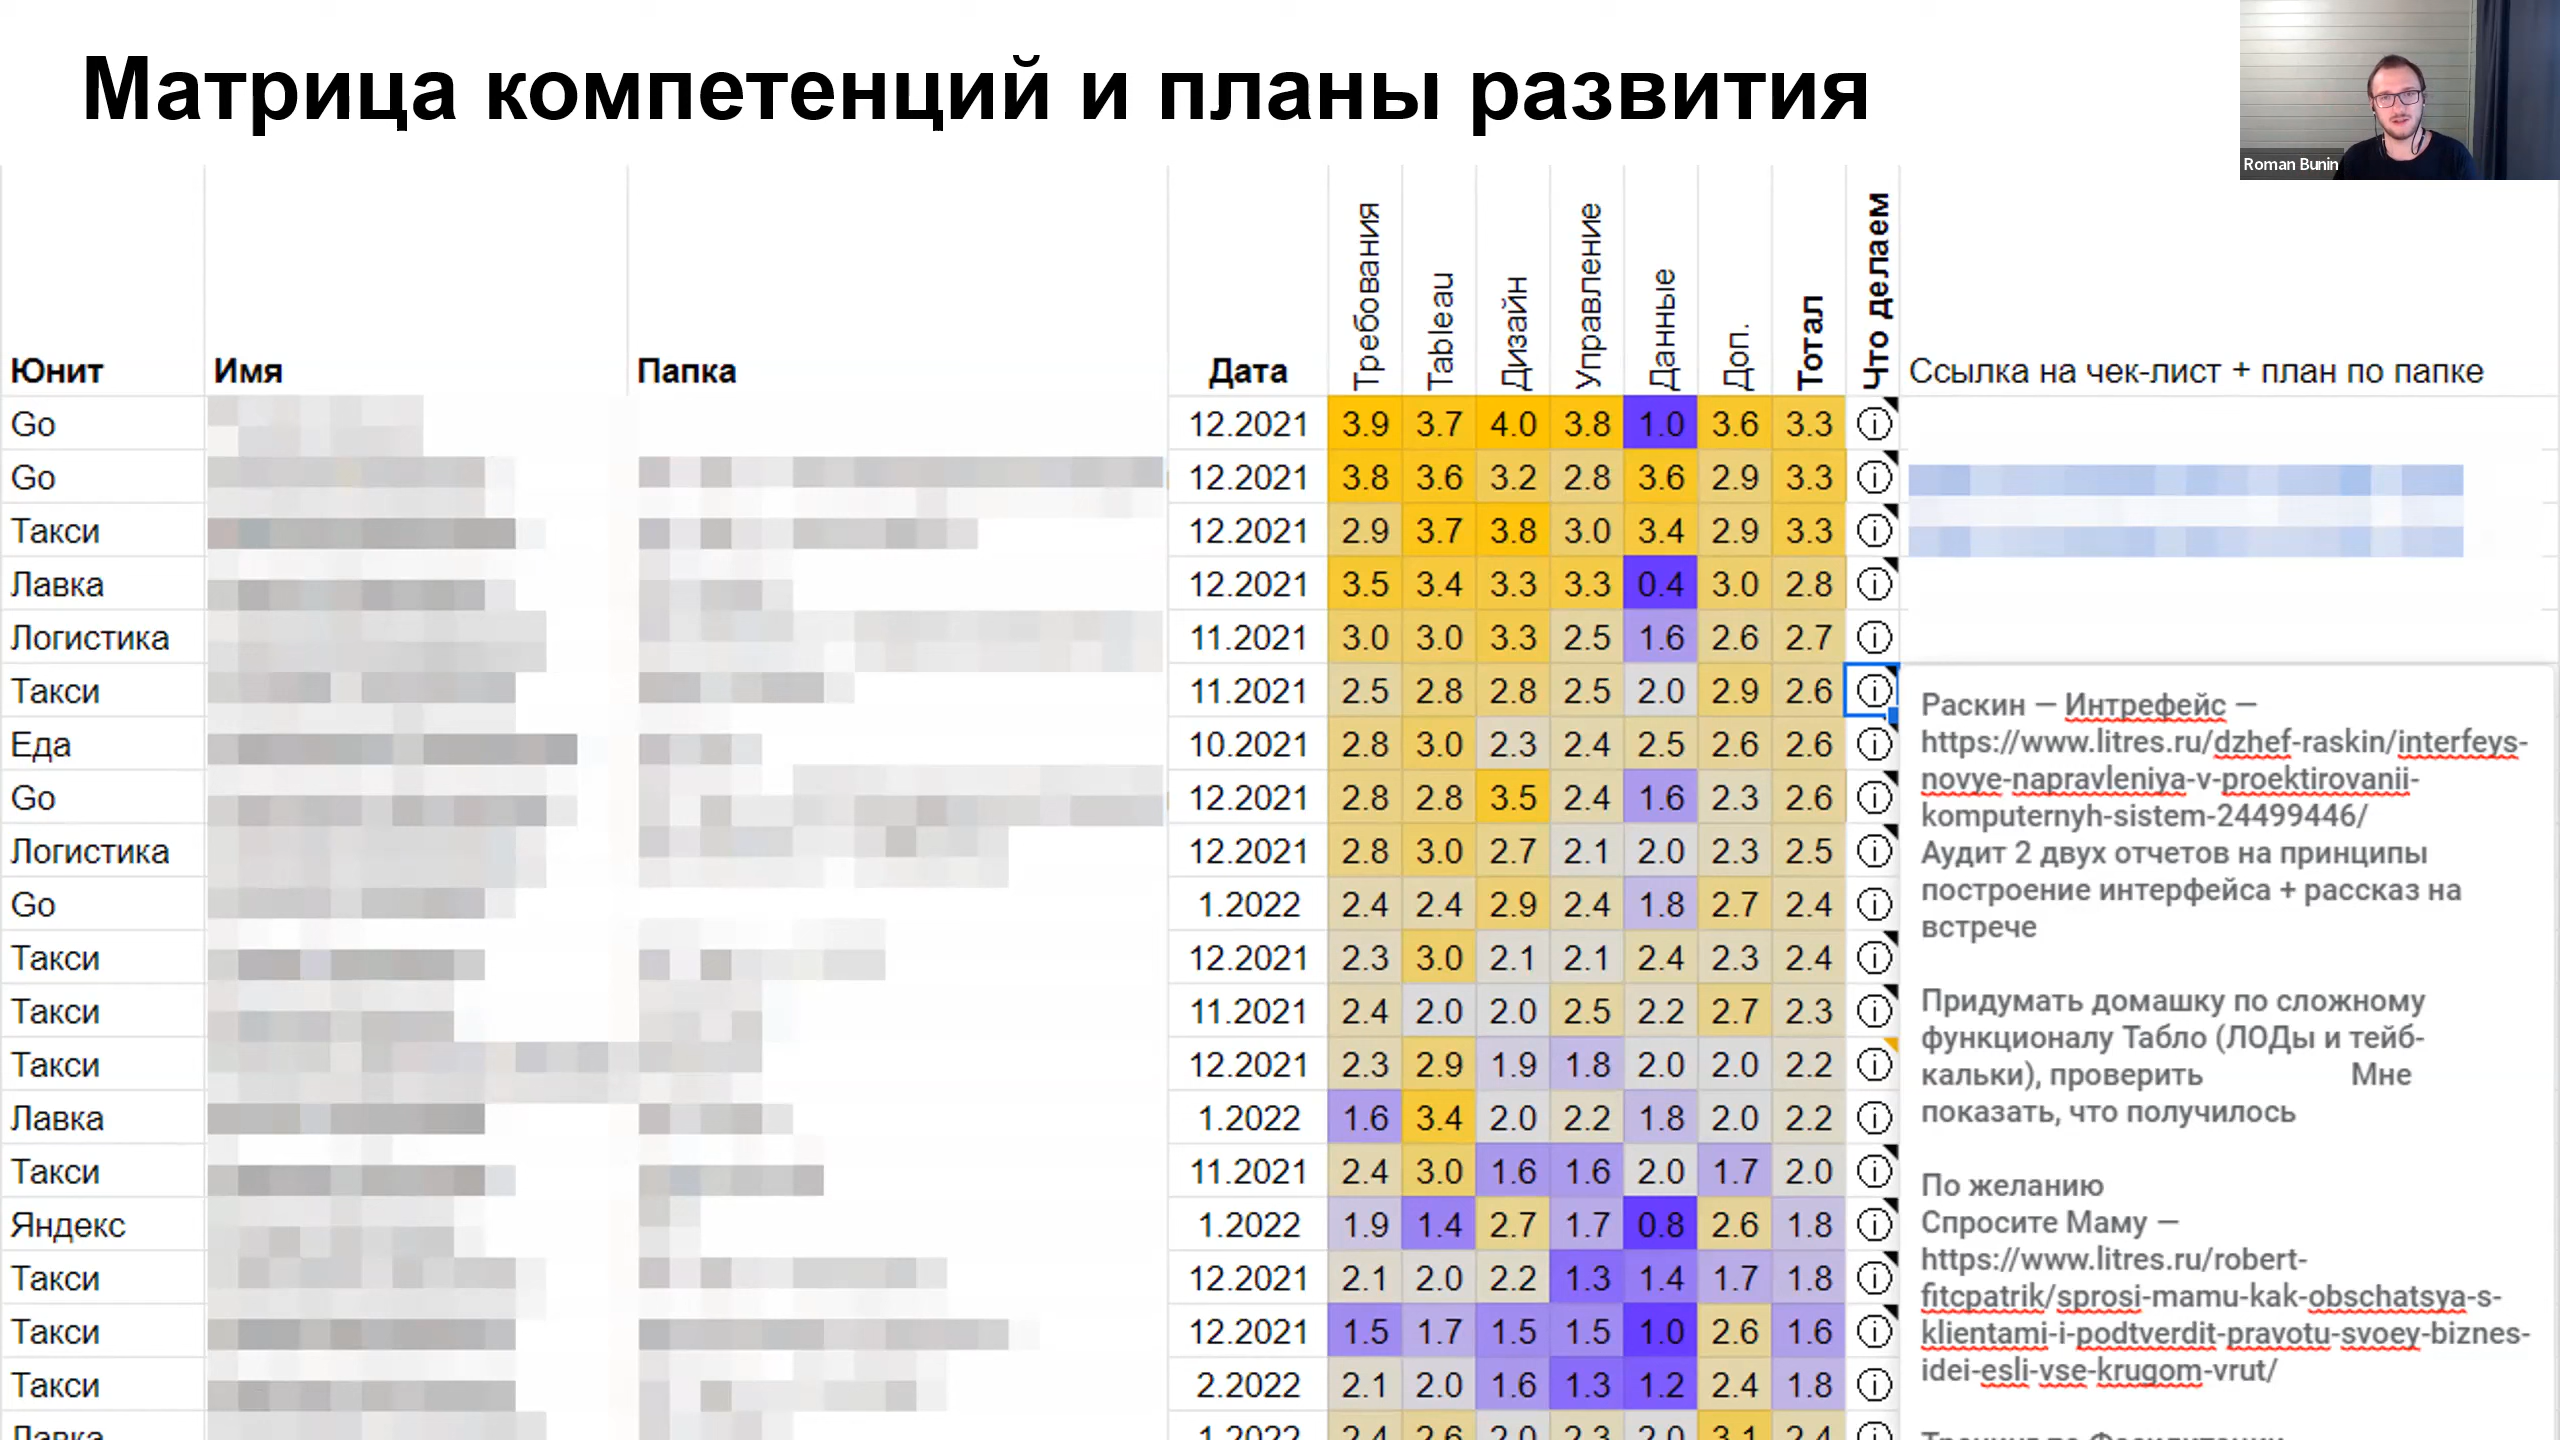 Матрица компетенций и планы развития
Roman Bunin
Юнит Имя Папка Дата Требования Tableau Дизайн Управление Данные Доп. Тотал Что делаем Ссылка на чек-лист + план по папке
Go 12.2021 3.9 3.7 4.0 3.8 1.0 3.6 3.3
Go 12.2021 3.8 3.6 3.2 2.8 3.6 2.9 3.3
Такси 12.2021 2.9 3.7 3.8 3.0 3.4 2.9 3.3
Лавка 12.2021 3.5 3.4 3.3 3.3 0.4 3.0 2.8
Логистика 11.2021 3.0 3.0 3.3 2.5 1.6 2.6 2.7
Такси 11.2021 2.5 2.8 2.8 2.5 2.0 2.9 2.6
Еда 10.2021 2.8 3.0 2.3 2.4 2.5 2.6 2.6
Go 12.2021 2.8 2.8 3.5 2.4 1.6 2.3 2.6
Логистика 12.2021 2.8 3.0 2.7 2.1 2.0 2.3 2.5
Go 1.2022 2.4 2.4 2.9 2.4 1.8 2.7 2.4
Такси 12.2021 2.3 3.0 2.1 2.1 2.4 2.3 2.4
Такси 11.2021 2.4 2.0 2.0 2.5 2.2 2.7 2.3
Такси 12.2021 2.3 2.9 1.9 1.8 2.0 2.0 2.2
Лавка 1.2022 1.6 3.4 2.0 2.2 1.8 2.0 2.2
Такси 11.2021 2.4 3.0 1.6 1.6 2.0 1.7 2.0
Яндекс 1.2022 1.9 1.4 2.7 1.7 0.8 2.6 1.8
Такси 12.2021 2.1 2.0 2.2 1.3 1.4 1.7 1.8
Такси 12.2021 1.5 1.7 1.5 1.5 1.0 2.6 1.6
Такси 2.2022 2.1 2.0 1.6 1.3 1.2 2.4 1.8
Лавка 1.2022 2.4 2.6 2.0 2.3 2.0 3.1 2.4
Раскин — Интрефейс —
https://www.litres.ru/dzhef-raskin/interfeys-
novye-napravleniya-v-proektirovanii-
komputernyh-sistem-24499446/
Аудит 2 двух отчетов на принципы
построение интерфейса + рассказ на
встрече
Придумать домашку по сложному
функционалу Табло (ЛОДы и тейб-
кальки), проверить Мне
показать, что получилось
По желанию
Спросите Маму —
https://www.litres.ru/robert-
fitcpatrik/sprosi-mamu-kak-obschatsya-s-
klientami-i-podtverdit-pravotu-svoey-biznes-
idei-esli-vse-krugom-vrut/